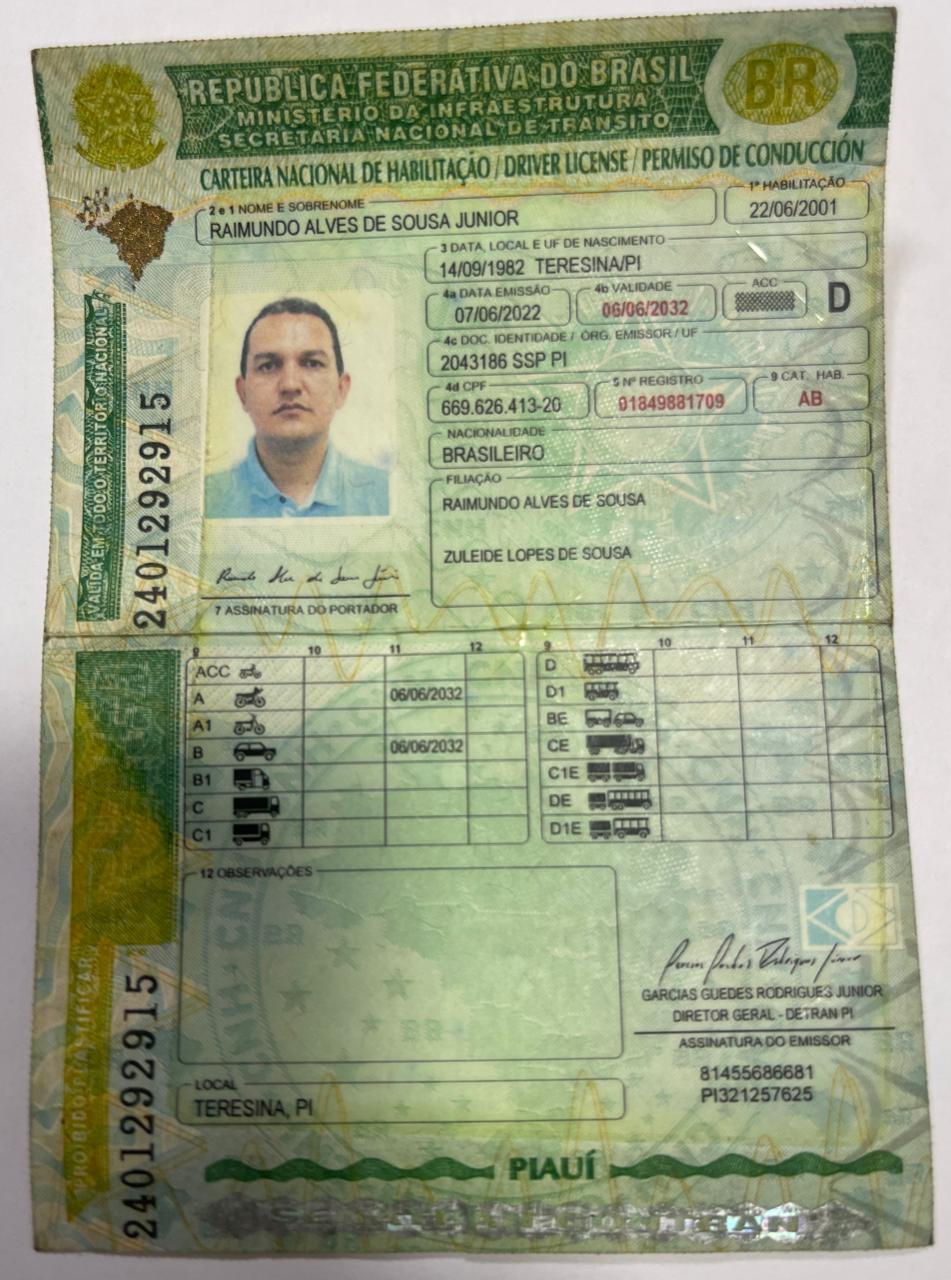 REPÚBLICA FEDERATIVA DO BRASIL
MINISTÉRIO DA INFRAESTRUTURA
SECRETARIA NACIONAL DE TRÂNSITO
BR
CARTEIRA NACIONAL DE HABILITAÇÃO / DRIVER LICENSE / PERMISO DE CONDUCCIÓN
2 e 1 NOME E SOBRENOME
RAIMUNDO ALVES DE SOUSA JUNIOR
1ª HABILITAÇÃO
22/06/2001
3 DATA, LOCAL E UF DE NASCIMENTO
14/09/1982 TERESINA/PI
4a DATA EMISSÃO
07/06/2022
4b VALIDADE
06/06/2032
ACC
D
4c DOC. IDENTIDADE / ÓRG. EMISSOR / UF
2043186 SSP PI
4d CPF
669.626.413-20
5 Nº REGISTRO
01849881709
9 CAT. HAB.
AB
NACIONALIDADE
BRASILEIRO
FILIAÇÃO
RAIMUNDO ALVES DE SOUSA
ZULEIDE LOPES DE SOUSA
7 ASSINATURA DO PORTADOR
VÁLIDA EM TODO O TERRITÓRIO NACIONAL
2401292915
9 10 11 12
ACC
A 06/06/2032
A1
B 06/06/2032
B1
C
C1
9 10 11 12
D
D1
BE
CE
C1E
DE
D1E
12 OBSERVAÇÕES
GARCIAS GUEDES RODRIGUES JUNIOR
DIRETOR GERAL - DETRAN PI
ASSINATURA DO EMISSOR
81455686681
PI321257625
LOCAL
TERESINA, PI
PROIBIDO PLASTIFICAR
2401292915
PIAUÍ